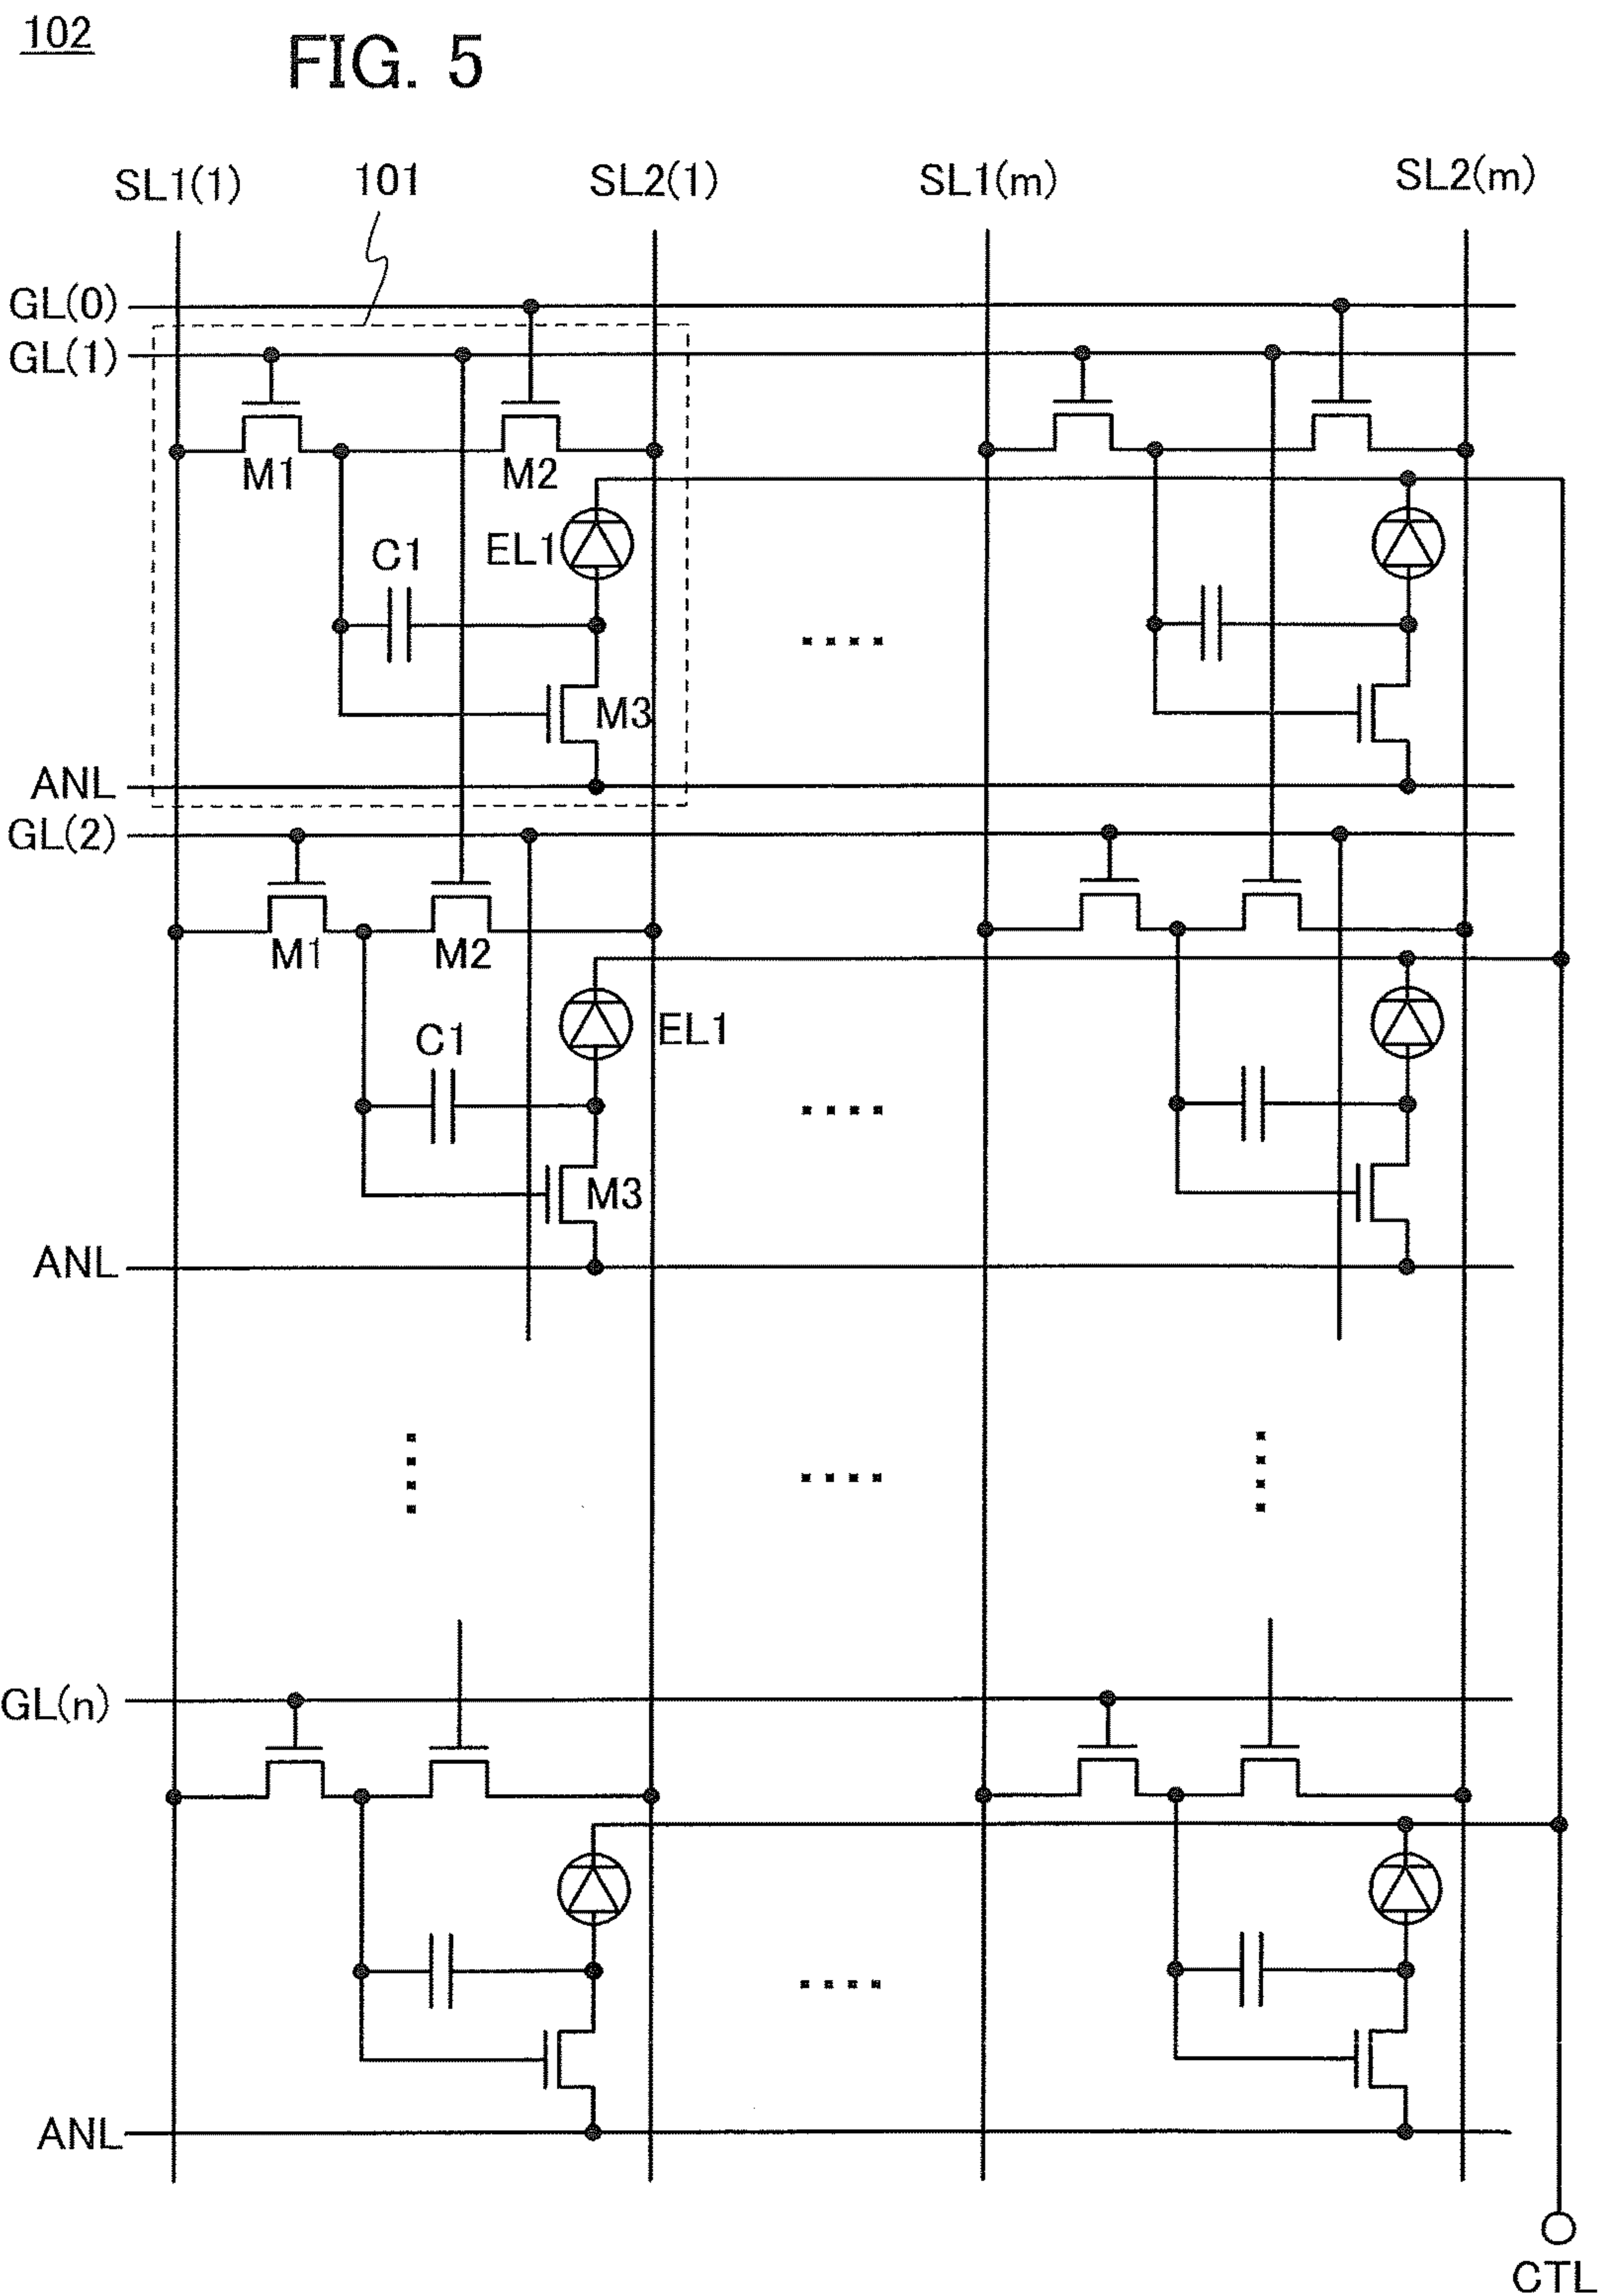 102
FIG. 5
SL1(1)
101
SL2(1)
SL1(m)
SL2(m)
GL(0)
GL(1)
M1
M2
C1
EL1
M3
ANL
GL(2)
M1
M2
C1
EL1
M3
ANL
GL(n)
ANL
CTL